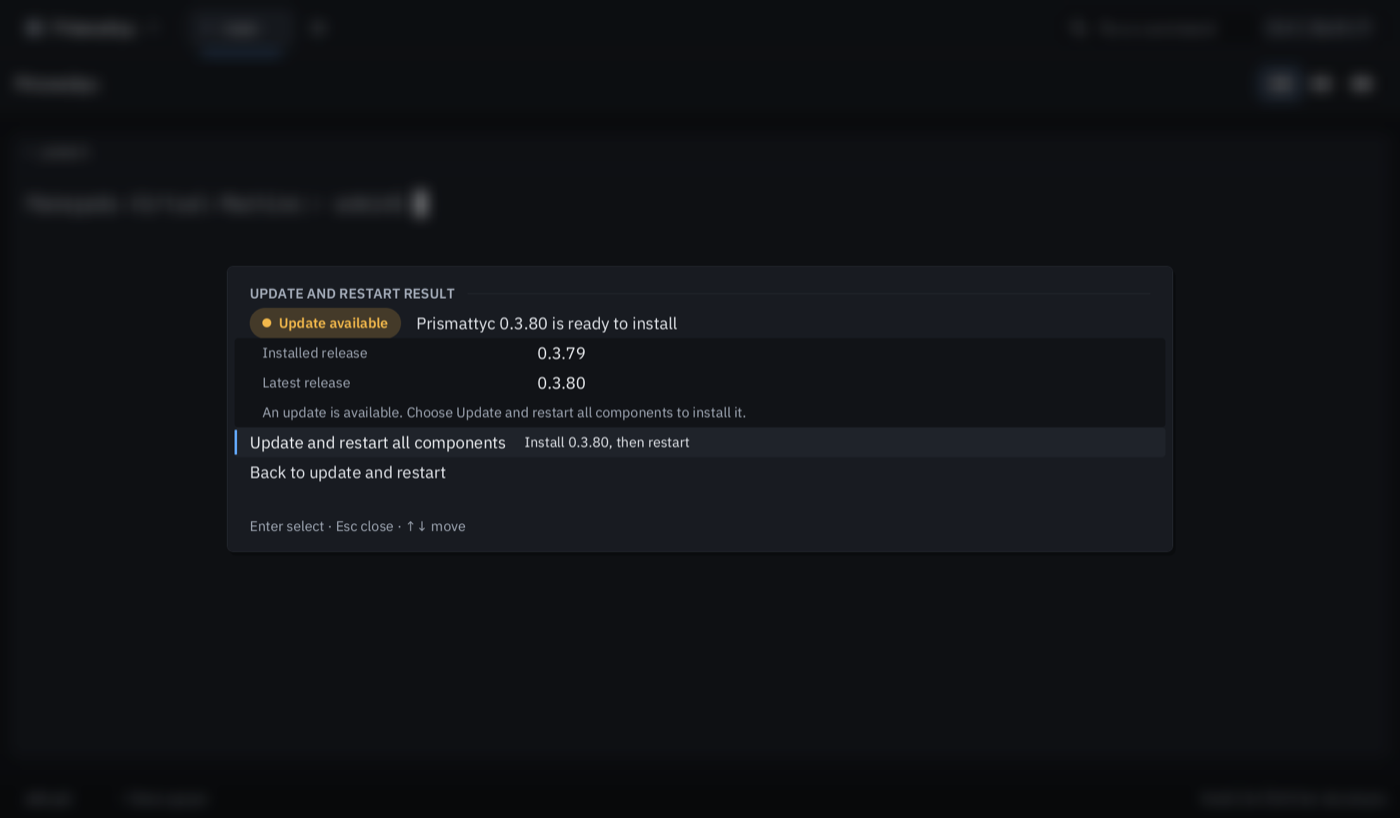 UPDATE AND RESTART RESULT
Update available Prismattyc 0.3.80 is ready to install
Installed release 0.3.79
Latest release 0.3.80
An update is available. Choose Update and restart all components to install it.
Update and restart all components Install 0.3.80, then restart
Back to update and restart
Enter select · Esc close · ↑↓ move